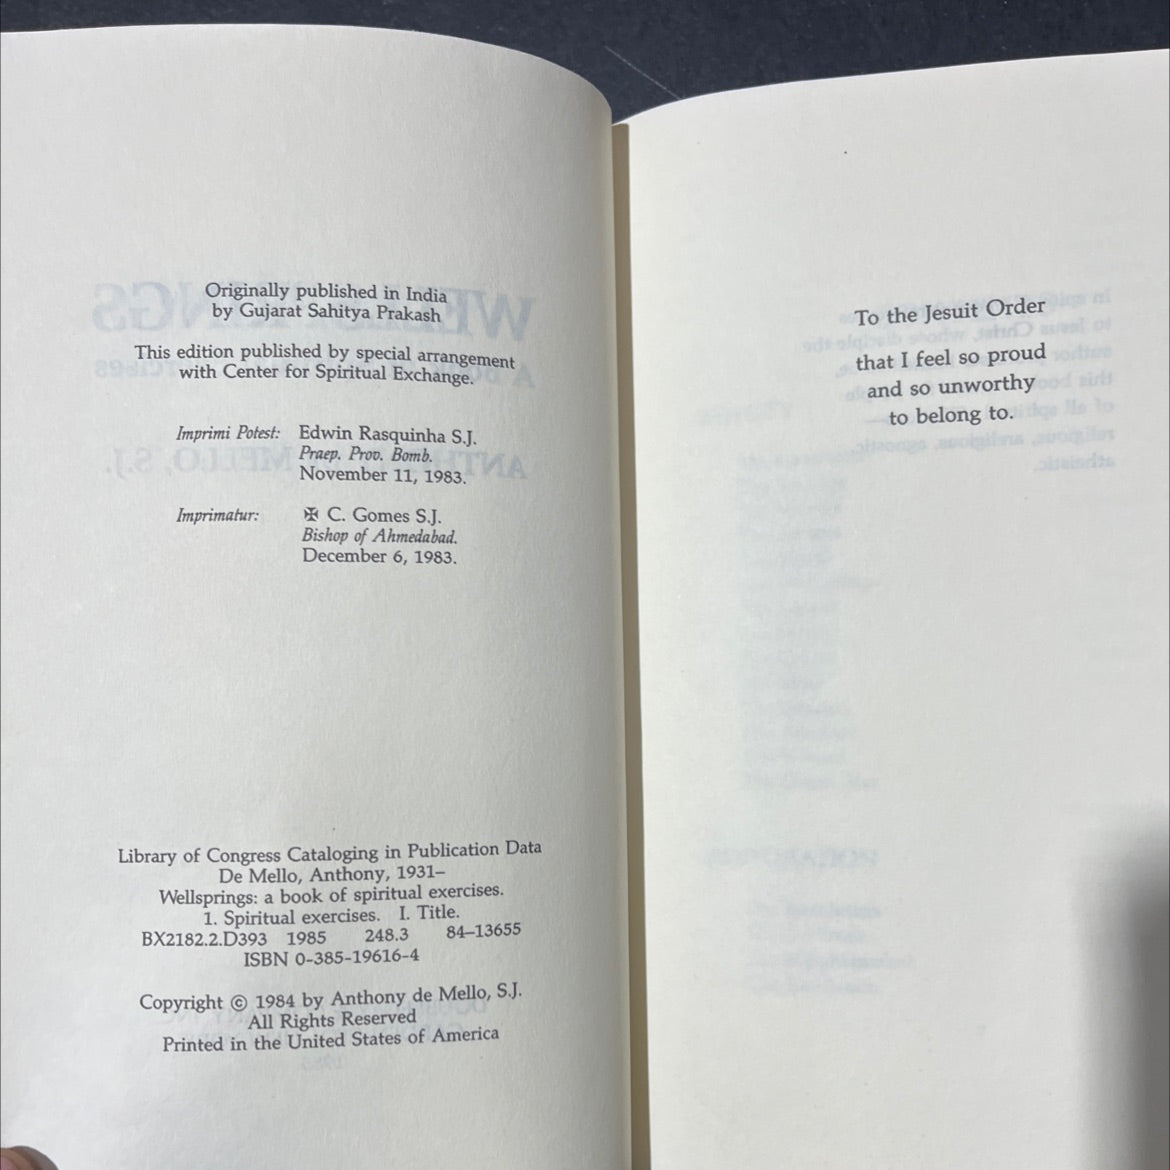 Originally published in India
by Gujarat Sahitya Prakash
This edition published by special arrangement
with Center for Spiritual Exchange.
Imprimi Potest: Edwin Rasquinha S.J.
Praep. Prov. Bomb.
November 11, 1983.
Imprimatur: ✠ C. Gomes S.J.
Bishop of Ahmedabad.
December 6, 1983.
Library of Congress Cataloging in Publication Data
De Mello, Anthony, 1931–
Wellsprings: a book of spiritual exercises.
1. Spiritual exercises. I. Title.
BX2182.2.D393 1985 248.3 84–13655
ISBN 0-385-19616-4
Copyright © 1984 by Anthony de Mello, S.J.
All Rights Reserved
Printed in the United States of America
To the Jesuit Order
that I feel so proud
and so unworthy
to belong to.